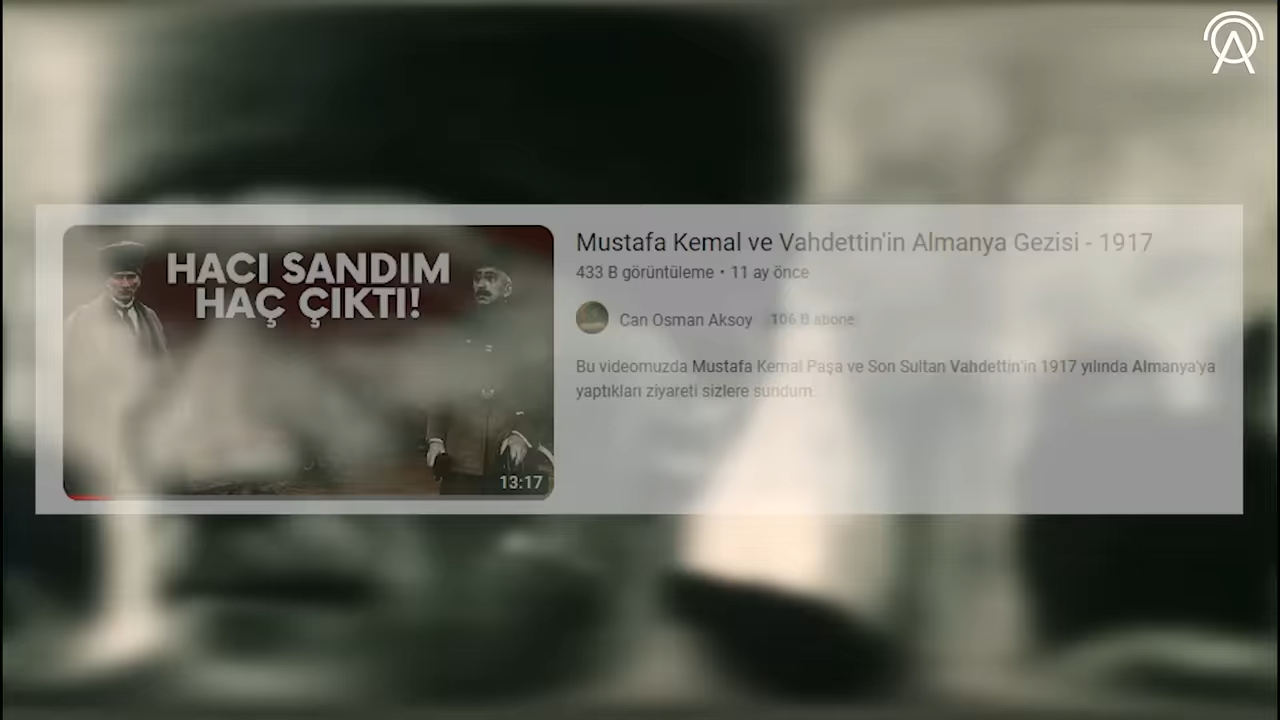 HACI SANDIM
HAÇ ÇIKTI!
13:17
Mustafa Kemal ve Vahdettin'in Almanya Gezisi - 1917
433 B görüntüleme • 11 ay önce
Can Osman Aksoy 106 B abone
Bu videomuzda Mustafa Kemal Paşa ve Son Sultan Vahdettin'in 1917 yılında Almanya'ya
yaptıkları ziyareti sizlere sundum.